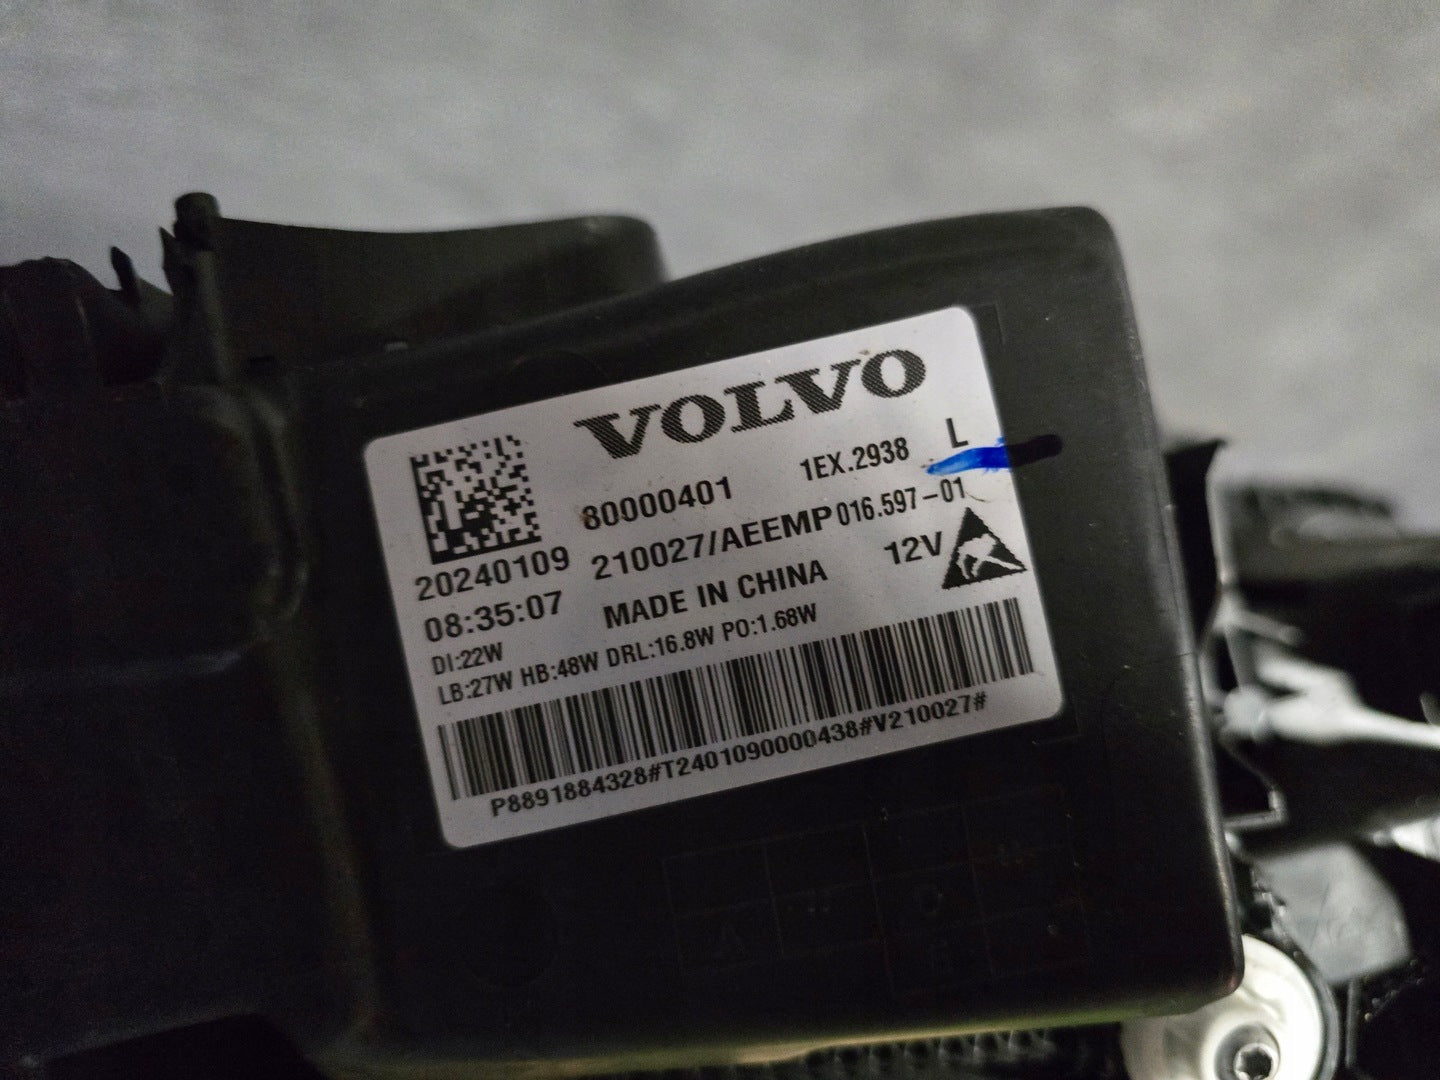 VOLVO
80000401 1EX.2938 L
20240109 210027/AEEMP 016.597-01
08:35:07 MADE IN CHINA 12V
DI:22W
LB:27W HB:48W DRL:16.8W PO:1.68W
P8891884328#T2401090000438#V210027#